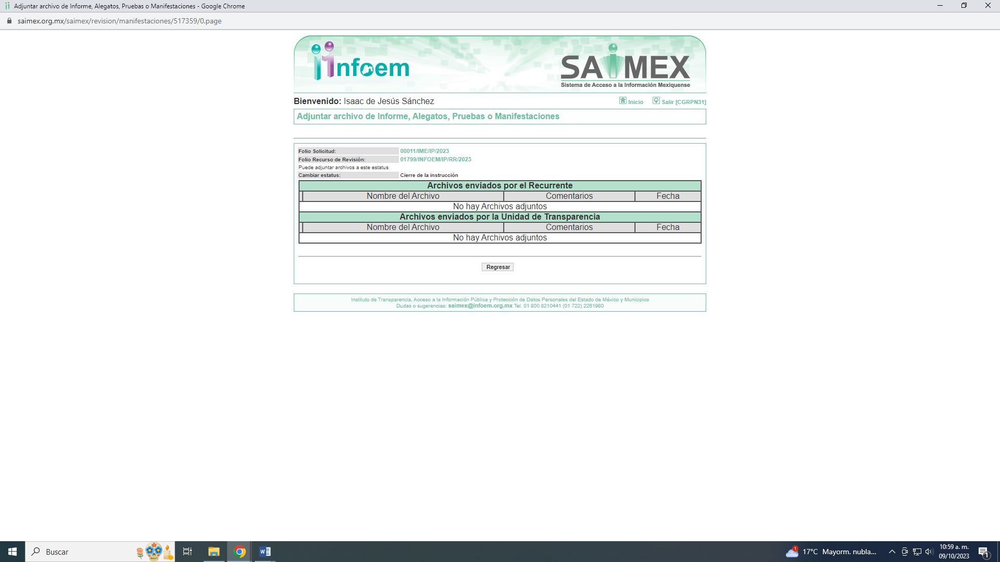 Adjuntar archivo de Informe, Alegatos, Pruebas o Manifestaciones - Google Chrome
saimex.org.mx/saimex/revision/manifestaciones/517359/0.page
infoem
SAIMEX
Sistema de Acceso a la Información Mexiquense
Bienvenido: Isaac de Jesús Sánchez
Inicio
Salir [CGRPN31]
Adjuntar archivo de Informe, Alegatos, Pruebas o Manifestaciones
Folio Solicitud: 00011/IME/IP/2023
Folio Recurso de Revisión: 01799/INFOEM/IP/RR/2023
Puede adjuntar archivos a este estatus
Cambiar estatus: Cierre de la instrucción
Archivos enviados por el Recurrente
Nombre del Archivo Comentarios Fecha
No hay Archivos adjuntos
Archivos enviados por la Unidad de Transparencia
Nombre del Archivo Comentarios Fecha
No hay Archivos adjuntos
Regresar
Instituto de Transparencia, Acceso a la Información Pública y Protección de Datos Personales del Estado de México y Municipios
Dudas o sugerencias: saimex@infoem.org.mx Tel. 01 800 8210441 (01 722) 2261980
Buscar
1
17°C Mayorm. nubla...
10:59 a. m.
09/10/2023
1